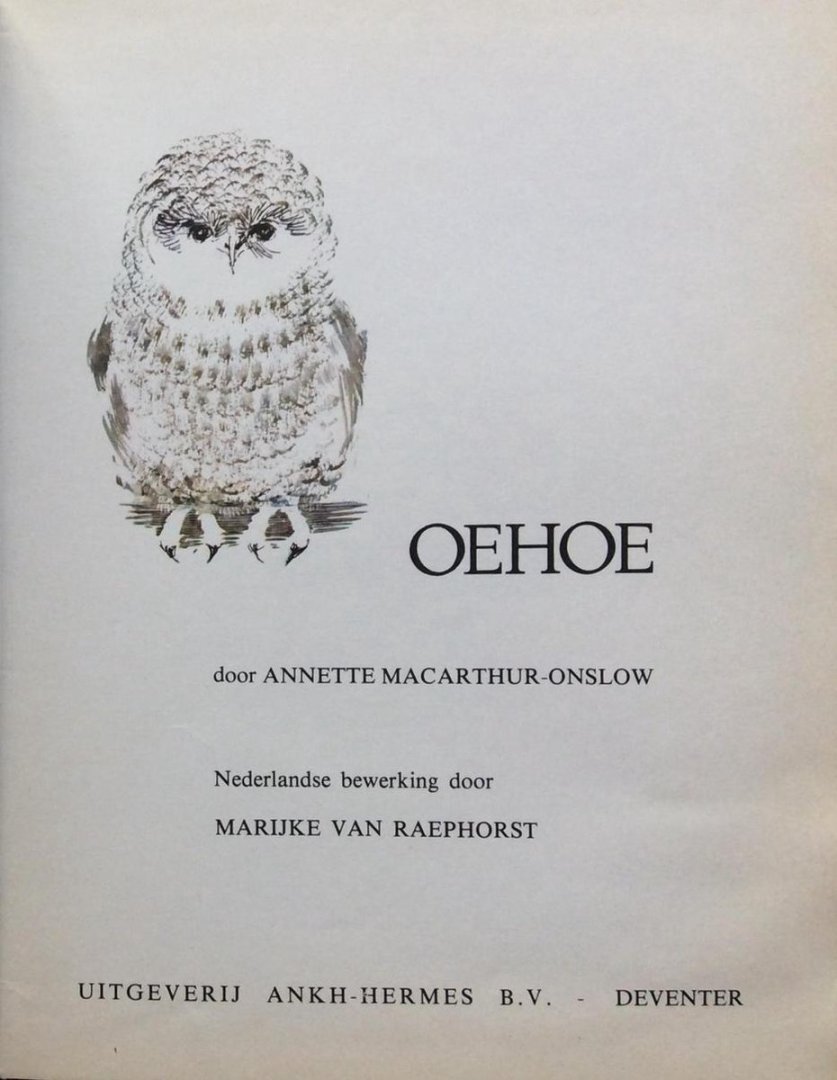 OEHOE
door ANNETTE MACARTHUR-ONSLOW
Nederlandse bewerking door
MARIJKE VAN RAEPHORST
UITGEVERIJ ANKH-HERMES B.V. - DEVENTER